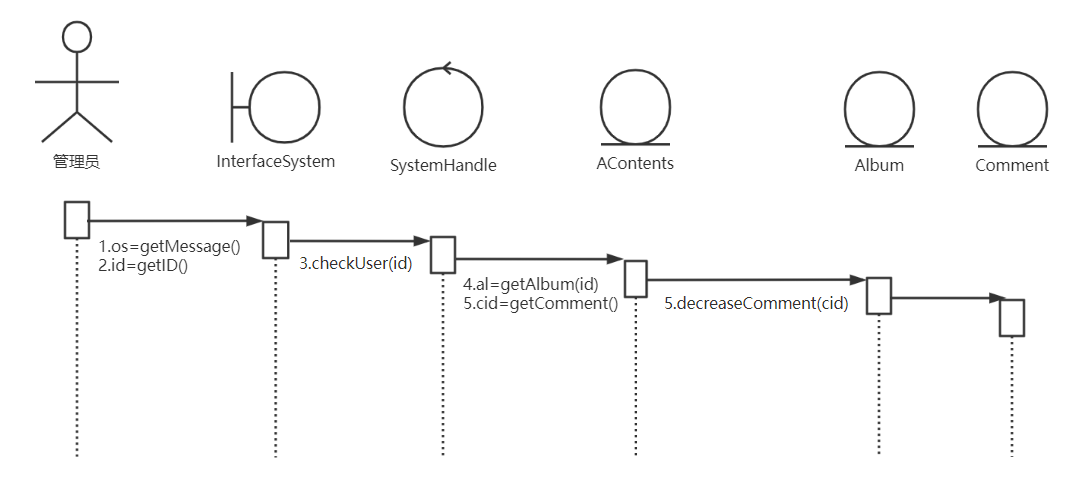 管理员
InterfaceSystem
SystemHandle
AContents
Album
Comment
1.os=getMessage()
2.id=getID()
3.checkUser(id)
4.al=getAlbum(id)
5.cid=getComment()
5.decreaseComment(cid)